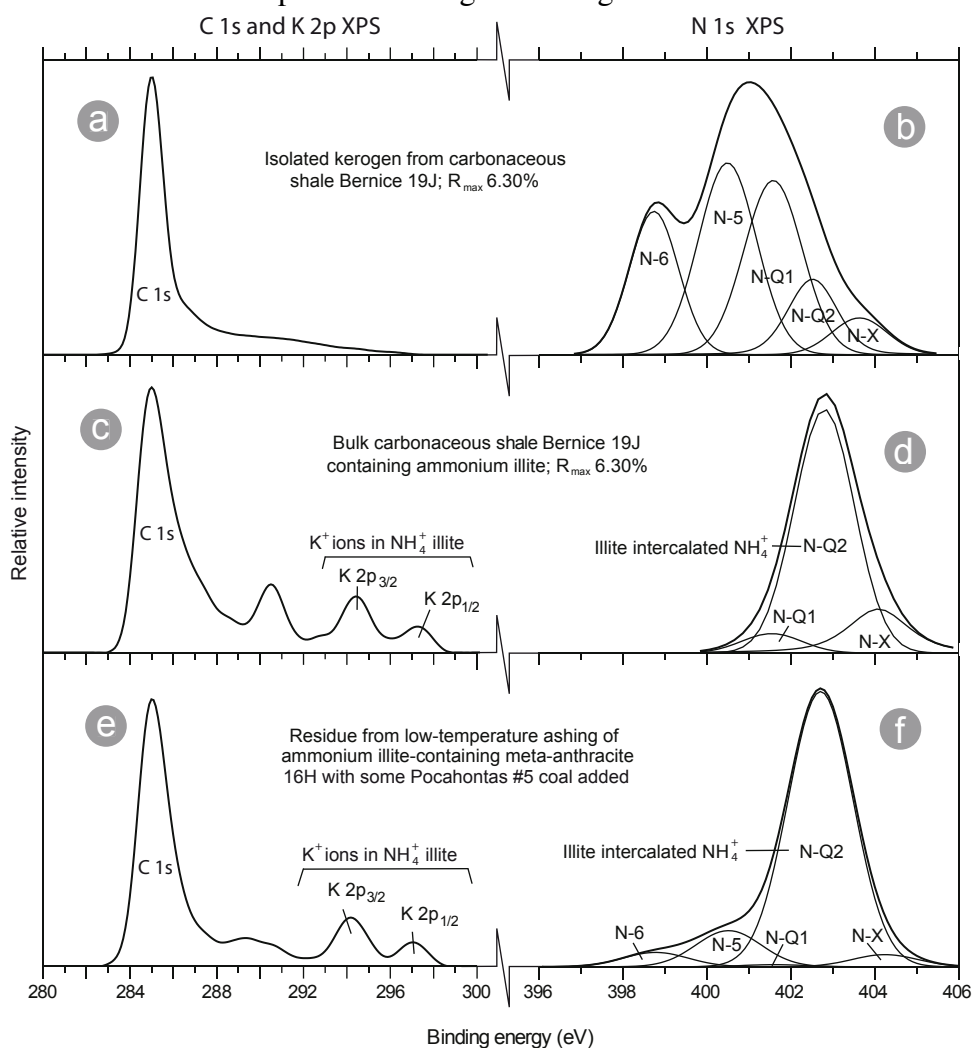 C 1s and K 2p XPS
N 1s XPS
a
b
Isolated kerogen from carbonaceous
shale Bernice 19J; R max 6.30%
C 1s
N-6
N-5
N-Q1
N-Q2
N-X
c
d
Bulk carbonaceous shale Bernice 19J
containing ammonium illite; R max 6.30%
C 1s
K⁺ ions in NH₄⁺ illite
K 2p3/2
K 2p1/2
Illite intercalated NH₄⁺
N-Q2
N-Q1
N-X
e
f
Residue from low-temperature ashing of
ammonium illite-containing meta-anthracite
16H with some Pocahontas #5 coal added
C 1s
K⁺ ions in NH₄⁺ illite
K 2p3/2
K 2p1/2
Illite intercalated NH₄⁺
N-Q2
N-6
N-5
N-Q1
N-X
280 284 288 292 296 300 396 398 400 402 404 406
Binding energy (eV)
Relative intensity